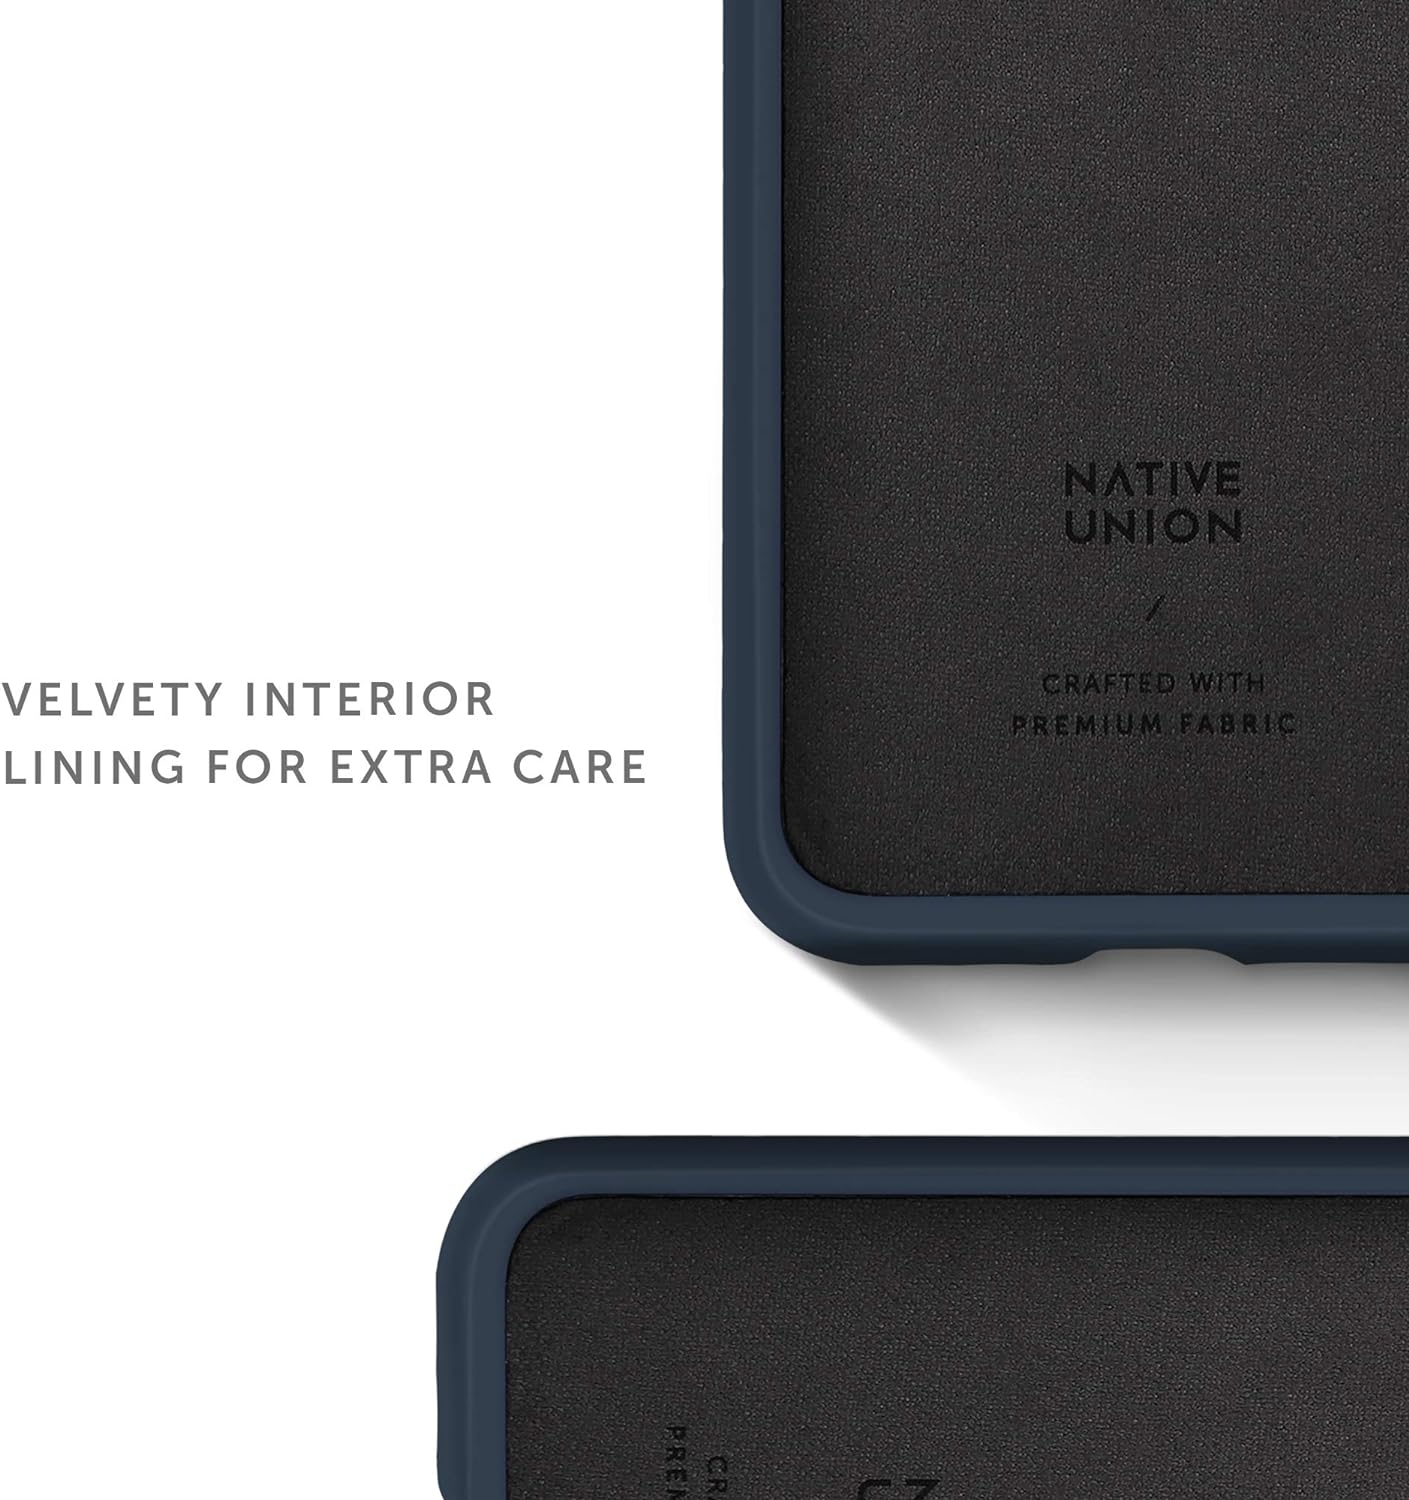 NATIVE
UNION
/
CRAFTED WITH
PREMIUM FABRIC
VELVETY INTERIOR
LINING FOR EXTRA CARE